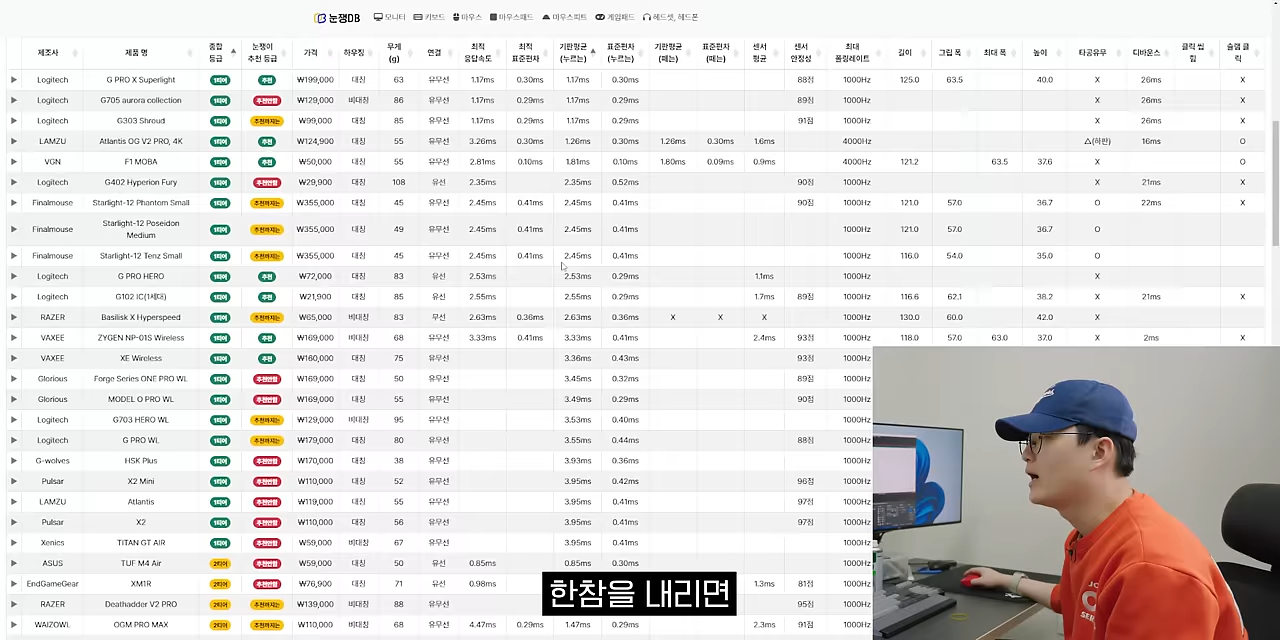 눈쟁DB 모니터 키보드 마우스 마우스패드 마우스피트 게임패드 헤드셋, 헤드폰
제조사 제품 명 종합 등급 눈쟁이 추천 등급 가격 하우징 무게 (g) 연결 최적 응답속도 최적 표준편차 기판평균 (누르는) 표준편차 (누르는) 기판평균 (떼는) 표준편차 (떼는) 센서 평균 센서 안정성 최대 폴링레이트 길이 그립 폭 최대 폭 높이 타공유무 디바운스 클릭 씹힘 슬램 클릭
Logitech G PRO X Superlight 1티어 추천 ₩199,000 대칭 63 유무선 1.17ms 0.30ms 1.17ms 0.30ms 88점 1000Hz 125.0 63.5 40.0 X 26ms X
Logitech G705 aurora collection 1티어 추천안함 ₩129,000 비대칭 86 유무선 1.17ms 0.29ms 1.17ms 0.29ms 89점 1000Hz X 26ms X
Logitech G303 Shroud 1티어 추천까지는 ₩99,000 대칭 85 유무선 1.17ms 0.29ms 1.17ms 0.29ms 91점 1000Hz X 26ms X
LAMZU Atlantis OG V2 PRO, 4K 1티어 추천 ₩124,900 대칭 55 유무선 3.26ms 0.30ms 1.26ms 0.30ms 1.26ms 0.30ms 1.6ms 4000Hz △(하판) 16ms O
VGN F1 MOBA 1티어 추천 ₩50,000 대칭 55 유무선 2.81ms 0.10ms 1.81ms 0.10ms 1.80ms 0.09ms 0.9ms 4000Hz 121.2 63.5 37.6 X O
Logitech G402 Hyperion Fury 1티어 추천안함 ₩29,900 대칭 108 유선 2.35ms 2.35ms 0.52ms 90점 1000Hz X 21ms X
Finalmouse Starlight-12 Phantom Small 1티어 추천까지는 ₩355,000 대칭 45 유무선 2.45ms 0.41ms 2.45ms 0.41ms 90점 1000Hz 121.0 57.0 36.7 O 22ms X
Finalmouse Starlight-12 Poseidon Medium 1티어 추천까지는 ₩355,000 대칭 49 유무선 2.45ms 0.41ms 2.45ms 0.41ms 1000Hz 121.0 57.0 36.7 O
Finalmouse Starlight-12 Tenz Small 1티어 추천까지는 ₩355,000 대칭 45 유무선 2.45ms 0.41ms 2.45ms 0.41ms 1000Hz 116.0 54.0 35.0 O
Logitech G PRO HERO 1티어 추천 ₩72,000 대칭 83 유선 2.53ms 2.53ms 0.29ms 1.1ms 1000Hz X
Logitech G102 IC(1세대) 1티어 추천 ₩21,900 대칭 85 유선 2.55ms 2.55ms 0.29ms 1.7ms 89점 1000Hz 116.6 62.1 38.2 X 21ms X
RAZER Basilisk X Hyperspeed 1티어 추천까지는 ₩65,000 비대칭 83 무선 2.63ms 0.36ms 2.63ms 0.36ms X X X 1000Hz 130.0 60.0 42.0 X
VAXEE ZYGEN NP-01S Wireless 1티어 추천 ₩169,000 비대칭 68 유무선 3.33ms 0.41ms 3.33ms 0.41ms 2.4ms 93점 1000Hz 118.0 57.0 63.0 37.0 X 2ms X
VAXEE XE Wireless 1티어 추천 ₩160,000 대칭 75 유무선 3.36ms 0.43ms 93점 1000Hz
Glorious Forge Series ONE PRO WL 1티어 추천안함 ₩169,000 대칭 50 유무선 3.45ms 0.32ms 89점 1000Hz
Glorious MODEL O PRO WL 1티어 추천안함 ₩169,000 대칭 55 유무선 3.49ms 0.29ms 90점 1000Hz
Logitech G703 HERO WL 1티어 추천까지는 ₩129,000 비대칭 95 유무선 3.53ms 0.40ms 1000Hz
Logitech G PRO WL 1티어 추천까지는 ₩179,000 대칭 80 유무선 3.55ms 0.44ms 88점 1000Hz
G-wolves HSK Plus 1티어 추천안함 ₩170,000 대칭 유무선 3.93ms 0.36ms 1000Hz
Pulsar X2 Mini 1티어 추천안함 ₩110,000 대칭 52 유무선 3.95ms 0.42ms 96점 1000Hz
LAMZU Atlantis 1티어 추천안함 ₩119,000 대칭 55 유무선 3.95ms 0.41ms 97점 1000Hz
Pulsar X2 1티어 추천안함 ₩110,000 대칭 56 유무선 3.95ms 0.41ms 97점 1000Hz
Xenics TITAN GT AIR 1티어 추천안함 ₩59,000 비대칭 67 유무선 3.95ms 0.41ms 1000Hz
ASUS TUF M4 Air 2티어 추천안함 ₩59,000 대칭 50 유선 0.85ms 0.85ms 0.30ms 1000Hz
EndGameGear XM1R 2티어 추천안함 ₩76,900 대칭 71 유선 0.98ms 1.3ms 81점 1000Hz
RAZER Deathadder V2 PRO 2티어 추천까지는 비대칭 88 유무선 95점 1000Hz
WAIZOWL OGM PRO MAX 2티어 추천까지는 68 유무선 1.47ms 0.29ms 1.47ms 0.29ms 2.3ms 91점 1000Hz
한참을 내리면